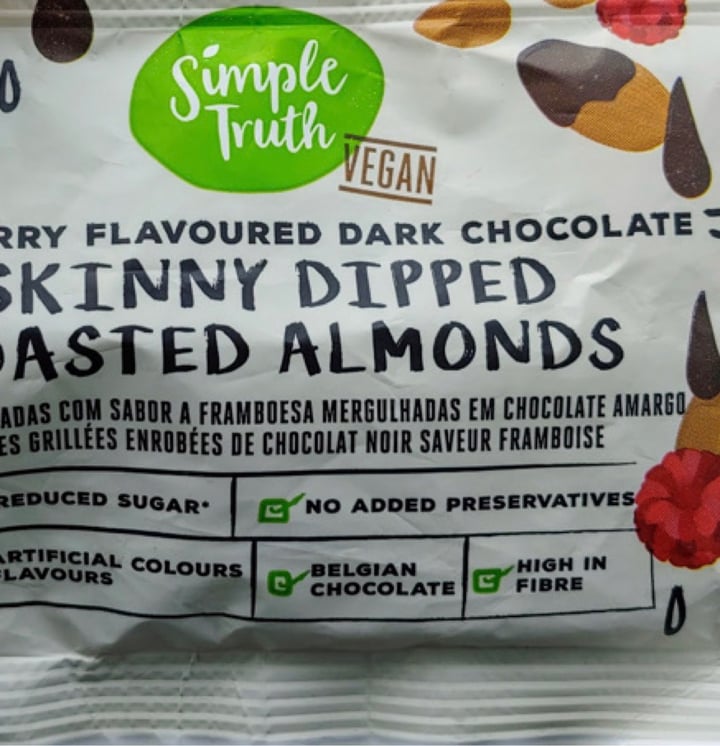 Simple
Truth
VEGAN
RRY FLAVOURED DARK CHOCOLATE
SKINNY DIPPED
OASTED ALMONDS
ADAS COM SABOR A FRAMBOESA MERGULHADAS EM CHOCOLATE AMARGO
ES GRILLÉES ENROBÉES DE CHOCOLAT NOIR SAVEUR FRAMBOISE
REDUCED SUGAR*
NO ADDED PRESERVATIVES
ARTIFICIAL COLOURS
FLAVOURS
BELGIAN
CHOCOLATE
HIGH IN
FIBRE